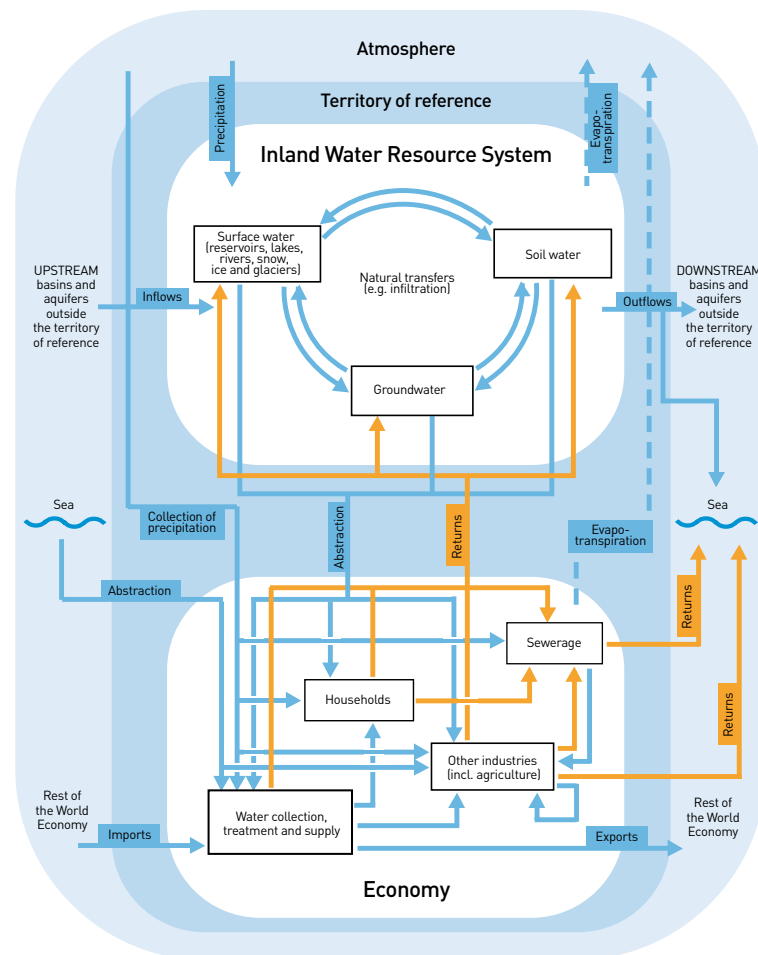 Atmosphere
Precipitation
Territory of reference
Evapo-
transpiration
Inland Water Resource System
Surface water
(reservoirs, lakes,
rivers, snow,
ice and glaciers)
Soil water
Natural transfers
(e.g. infiltration)
UPSTREAM
basins and
aquifers
outside
the territory
of reference
Inflows
Outflows
DOWNSTREAM
basins and
aquifers
outside
the territory
of reference
Groundwater
Sea
Collection of
precipitation
Abstraction
Returns
Evapo-
transpiration
Sea
Abstraction
Returns
Sewerage
Households
Returns
Other industries
(incl. agriculture)
Rest of
the World
Economy
Water collection,
treatment and supply
Rest of
the World
Economy
Imports
Exports
Economy